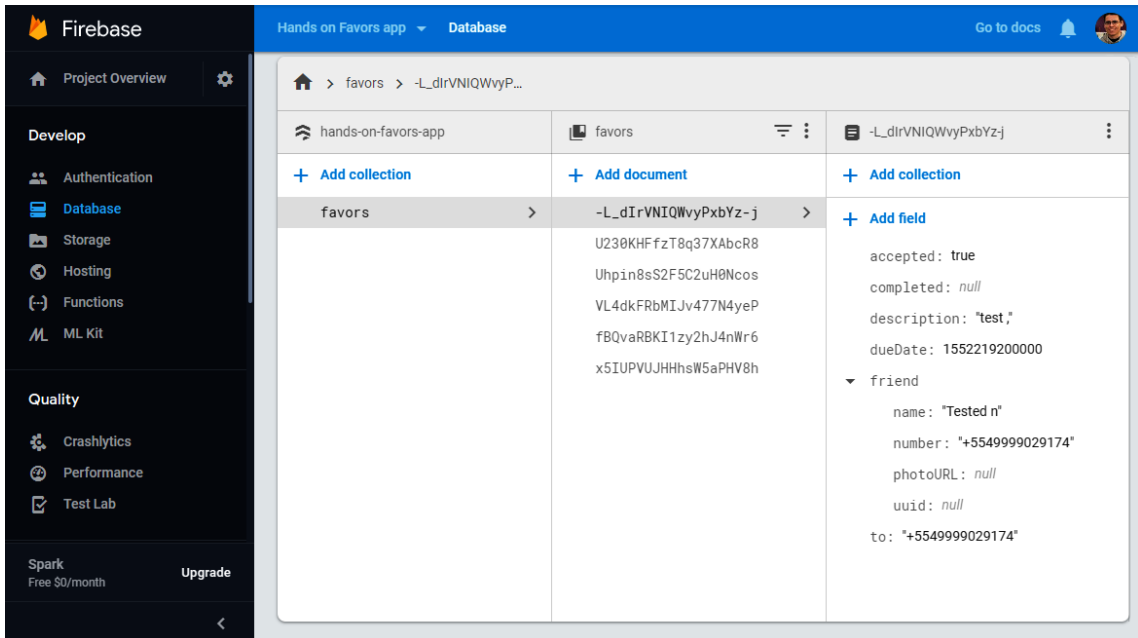 Firebase
Hands on Favors app
Database
Go to docs
Project Overview
favors
-L_dIrVNIQWvyP...
Develop
hands-on-favors-app
favors
-L_dIrVNIQWvyPxbYz-j
Authentication
Add collection
Add document
Add collection
Database
favors
-L_dIrVNIQWvyPxbYz-j
Add field
Storage
U230KHFfzT8q37XAbcR8
accepted: true
Hosting
Uhpin8sS2F5C2uH0Ncos
completed: null
Functions
VL4dkFRbMIJv477N4yeP
description: "test ,"
ML Kit
fBQvaRBKI1zy2hJ4nWr6
dueDate: 1552219200000
x5IUPVUJHHhsW5aPHV8h
friend
Quality
name: "Tested n"
Crashlytics
number: "+5549999029174"
Performance
photoURL: null
Test Lab
uuid: null
to: "+5549999029174"
Spark
Free $0/month
Upgrade